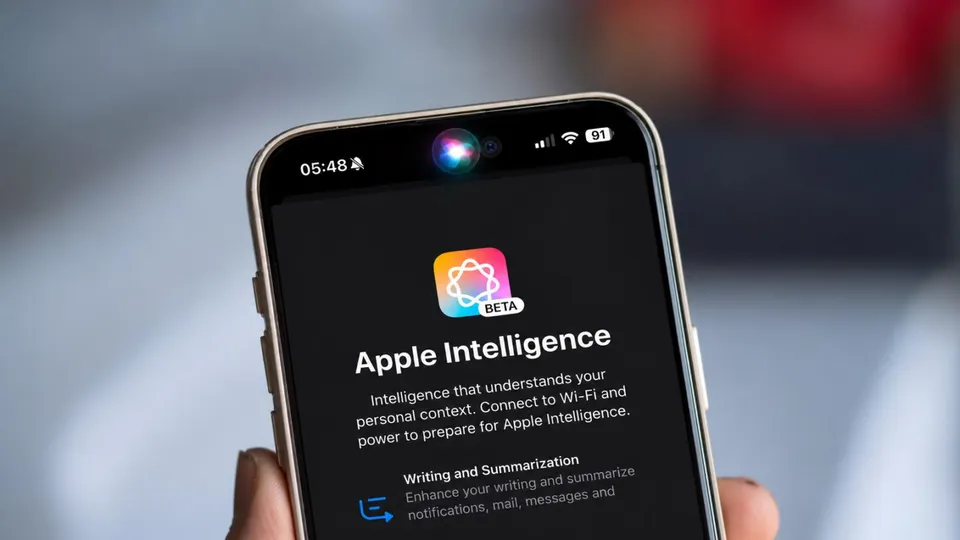 05:48 91
BETA
Apple Intelligence
Intelligence that understands your
personal context. Connect to Wi-Fi and
power to prepare for Apple Intelligence.
Writing and Summarization
Enhance your writing and summarize
notifications, mail, messages and